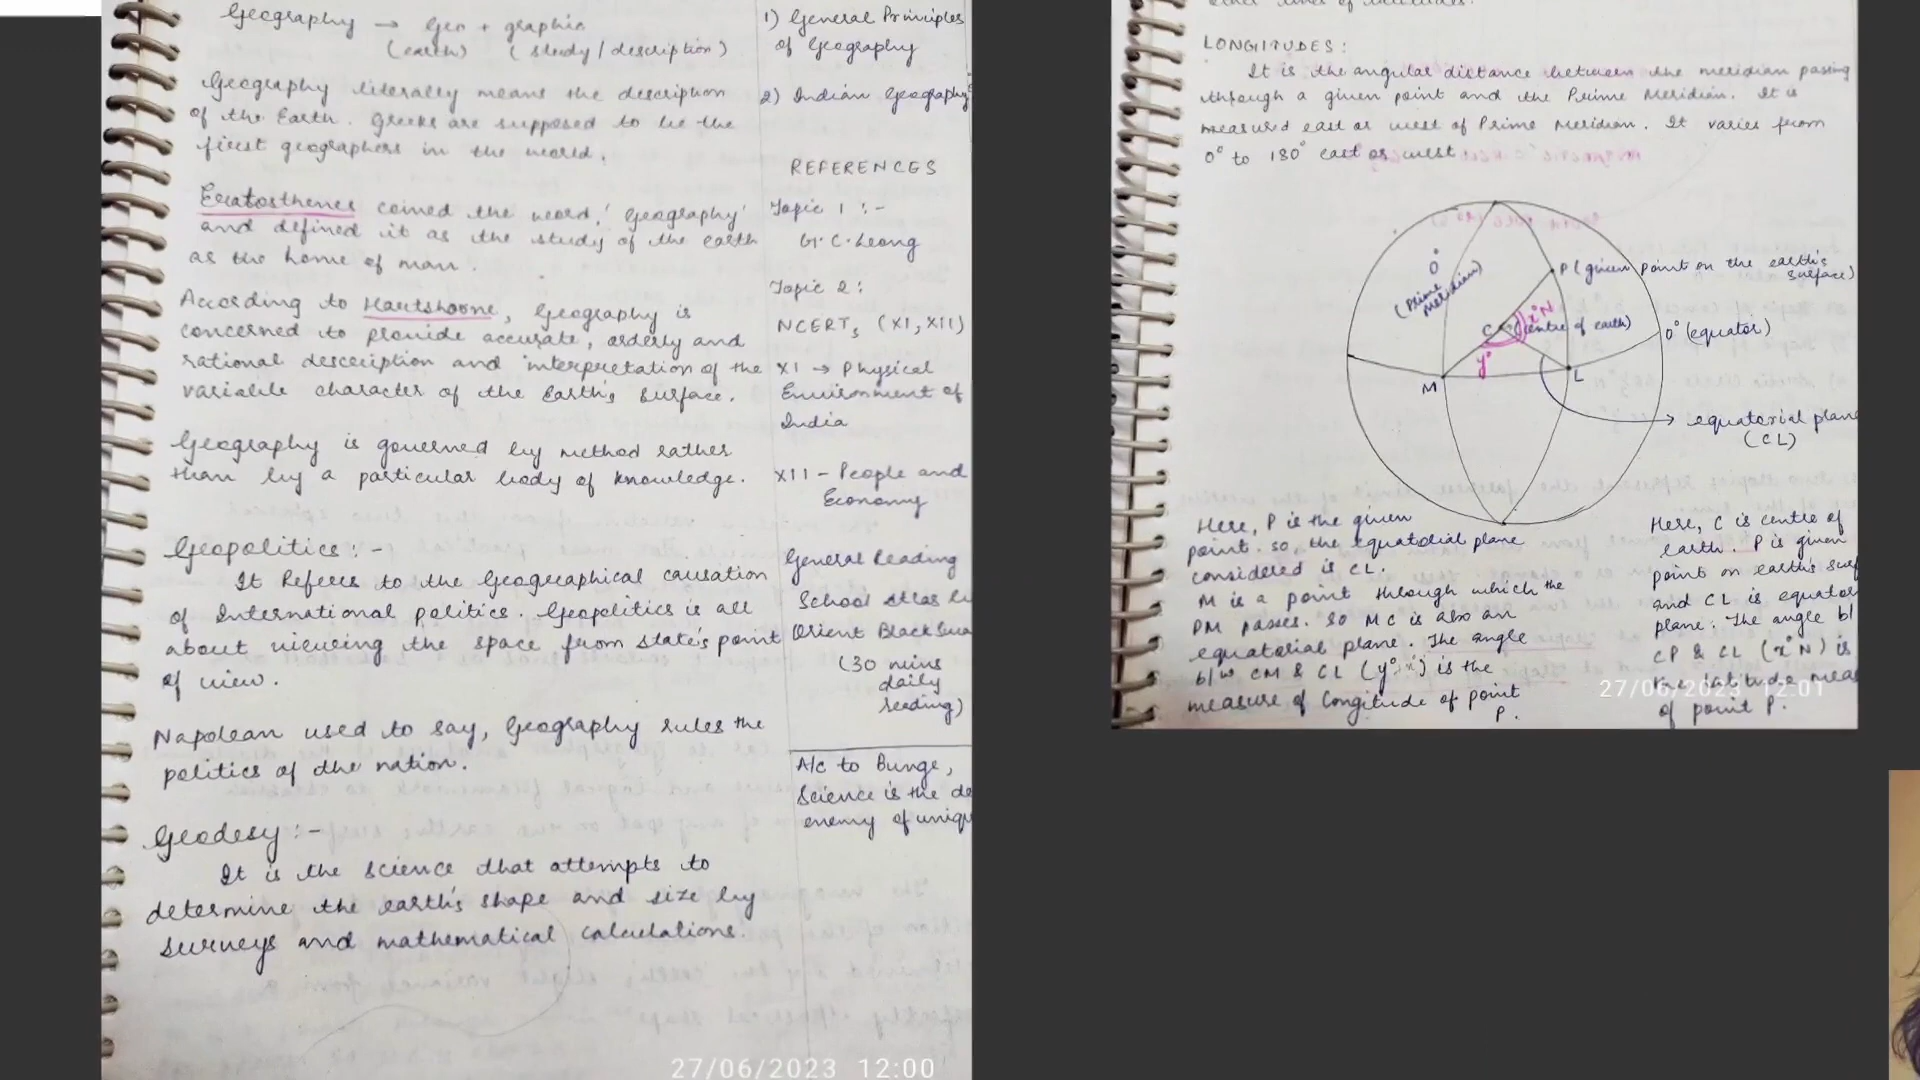 Geography → Geo + graphia
(earth) (study/description)
Geography literally means the description
of the Earth. Greeks are supposed to be the
first geographers in the world.
Eratosthenes coined the word, 'Geography'
and defined it as the study of the earth
as the home of man.
According to Hartshorne, Geography is
concerned to provide accurate, orderly and
rational description and interpretation of the
variable character of the Earth's surface.
Geography is governed by method rather
than by a particular body of knowledge.
Geopolitics:-
It Refers to the Geographical causation
of International politics. Geopolitics is all
about viewing the space from state's point
of view.
Napolean used to say, Geography rules the
politics of the nation.
Geodesy:-
It is the science that attempts to
determine the earth's shape and size by
surveys and mathematical calculations.
1) General Principles
of Geography
2) Indian Geography
REFERENCES
Topic 1:-
G.C. Leong
Topic 2:
NCERTs (XI, XII)
XI → Physical
Environment of
India
XII - People and
Economy
General Reading
School Atlas
Orient Black
(30 mins
daily
reading)
A/c to Bunge,
Science is the
enemy of
27/06/2023 12:00
LONGITUDES:
It is the angular distance between the meridian passing
through a given point and the Prime Meridian. It is
measured east or west of Prime Meridian. It varies from
0° to 180° east or west
0°
(Prime
Meridian)
P (given point on the earth's
surface)
x°N
C (centre of earth)
0° (equator)
y°
M
L
equatorial plane
(CL)
Here, P is the given
point. so, the equatorial plane
considered is CL.
M is a point through which the
PM passes. So MC is also an
equatorial plane. The angle
b/w CM & CL (y°) is the
measure of longitude of point
P.
Here, C is centre of
earth. P is given
point on earth's
and CL is
plane. The angle b/
CP & CL (x°N) is
the latitude
of point P.
27/06/2023 12:01